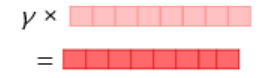 γ ×
=